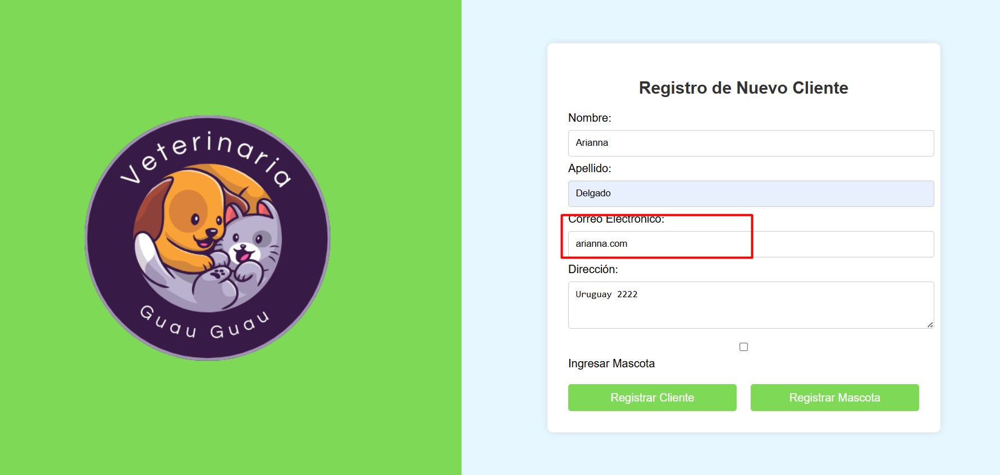 Veterinaria
Guau Guau
Registro de Nuevo Cliente
Nombre:
Arianna
Apellido:
Delgado
Correo Electrónico:
arianna.com
Dirección:
Uruguay 2222
Ingresar Mascota
Registrar Cliente
Registrar Mascota